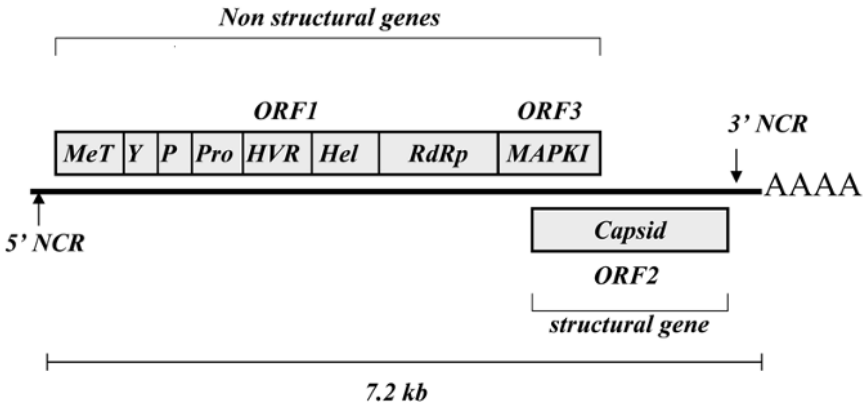 Non structural genes
ORF1 ORF3
3’ NCR
MeT Y P Pro HVR Hel RdRp MAPKI
AAAA
5’ NCR
Capsid
ORF2
structural gene
7.2 kb